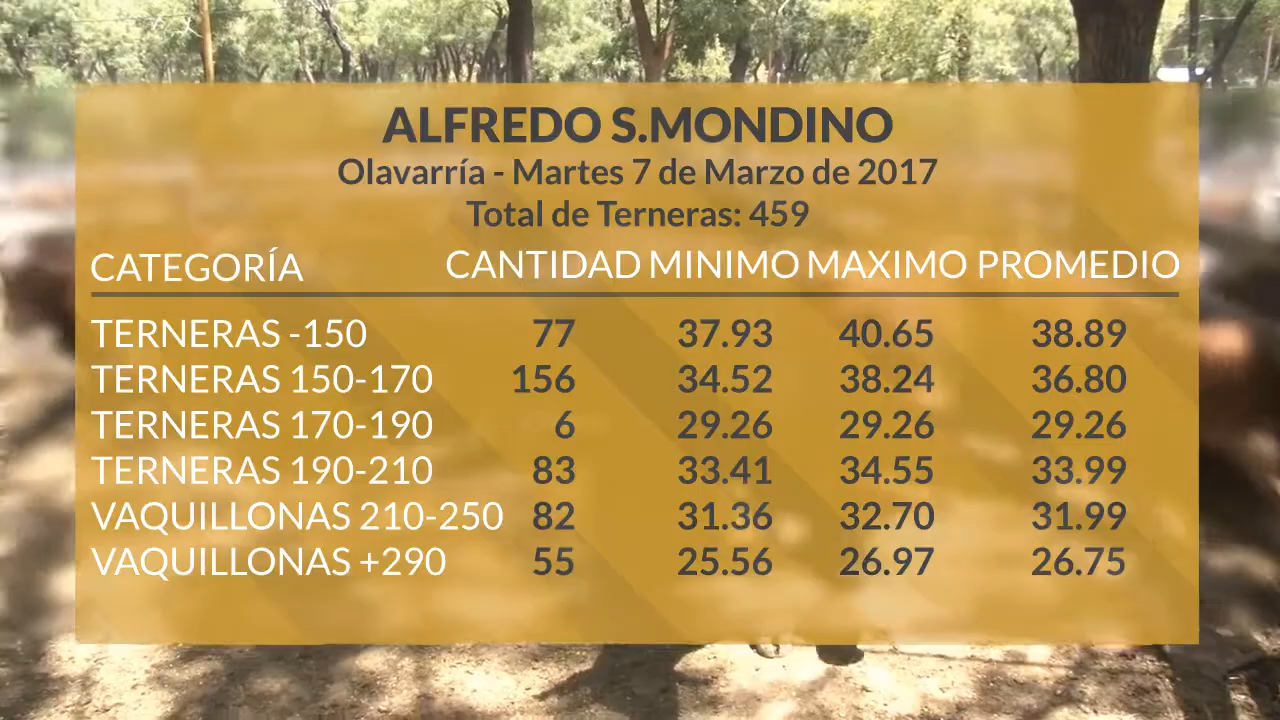 ALFREDO S.MONDINO
Olavarría - Martes 7 de Marzo de 2017
Total de Terneras: 459
CATEGORÍA CANTIDAD MINIMO MAXIMO PROMEDIO
TERNERAS -150 77 37.93 40.65 38.89
TERNERAS 150-170 156 34.52 38.24 36.80
TERNERAS 170-190 6 29.26 29.26 29.26
TERNERAS 190-210 83 33.41 34.55 33.99
VAQUILLONAS 210-250 82 31.36 32.70 31.99
VAQUILLONAS +290 55 25.56 26.97 26.75